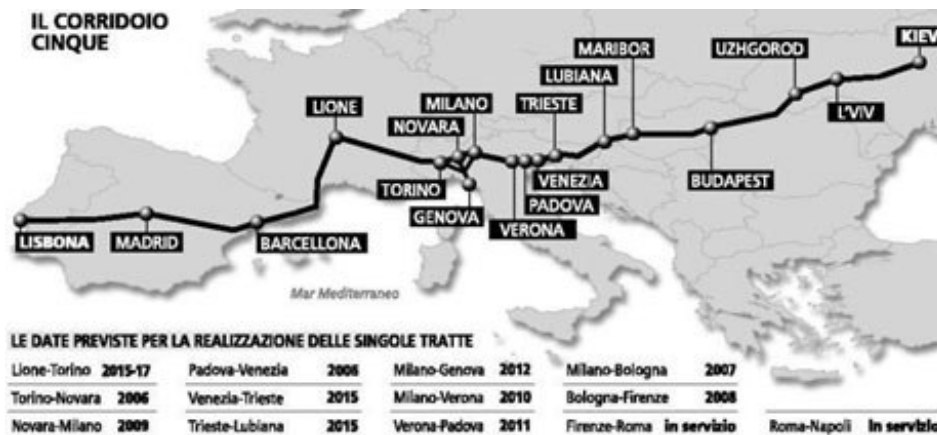 IL CORRIDOIO
CINQUE
KIEV
MARIBOR
UZHGOROD
LUBIANA
MILANO
TRIESTE
LIONE
NOVARA
L'VIV
VENEZIA
TORINO
BUDAPEST
PADOVA
GENOVA
VERONA
LISBONA
MADRID
BARCELLONA
Mar Mediterraneo
LE DATE PREVISTE PER LA REALIZZAZIONE DELLE SINGOLE TRATTE
Lione-Torino 2015-17 Padova-Venezia 2006 Milano-Genova 2012 Milano-Bologna 2007
Torino-Novara 2006 Venezia-Trieste 2015 Milano-Verona 2010 Bologna-Firenze 2008
Novara-Milano 2009 Trieste-Lubiana 2015 Verona-Padova 2011 Firenze-Roma in servizio Roma-Napoli in servizio